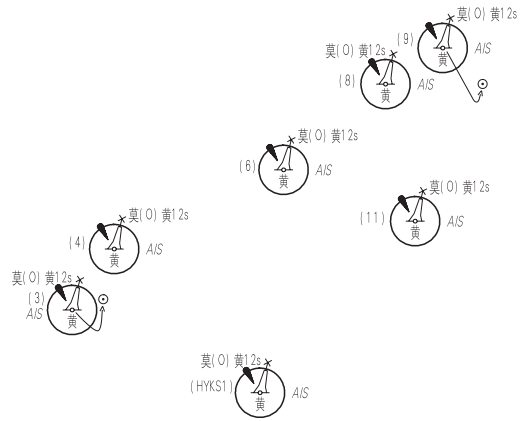 莫(O) 黄12s
(9)
AIS
黄
莫(O) 黄12s
(8)
AIS
黄
莫(O) 黄12s
(6)
AIS
黄
莫(O) 黄12s
(11)
AIS
黄
莫(O) 黄12s
(4)
AIS
黄
莫(O) 黄12s
(3)
AIS
黄
莫(O) 黄12s
(HYKS1)
AIS
黄